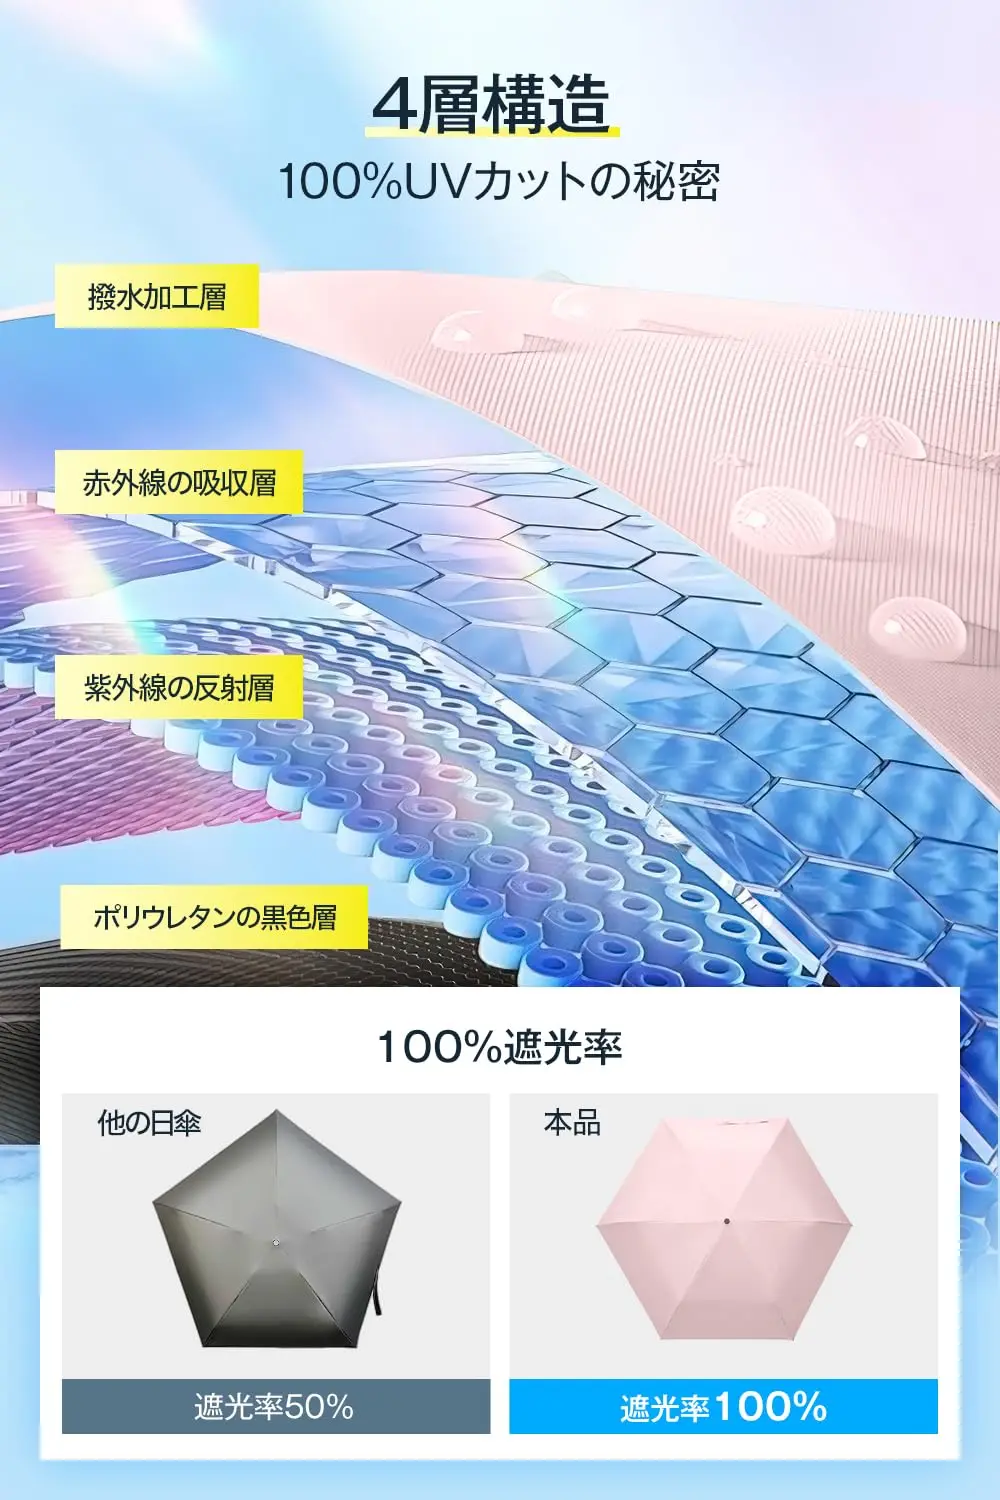 4層構造
100%UVカットの秘密
撥水加工層
赤外線の吸収層
紫外線の反射層
ポリウレタンの黒色層
100%遮光率
他の日傘
本品
遮光率50%
遮光率100%